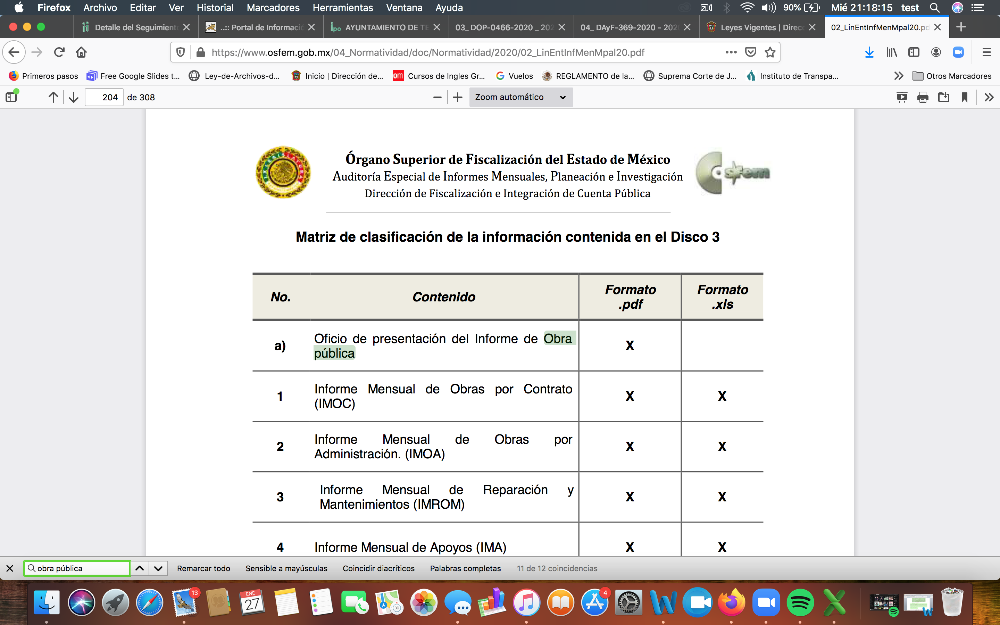 Firefox Archivo Editar Ver Historial Marcadores Herramientas Ventana Ayuda 90% Mié 21:18:15 test
Detalle del Seguimient
..:: Portal de Informaci
ipo AYUNTAMIENTO DE TE
03_ DOP-0466-2020 _ 202
04_ DAyF-369-2020 - 202
Leyes Vigentes | Direc
02_LinEntInfMenMpal20.pd
https://www.osfem.gob.mx/04_Normatividad/doc/Normatividad/2020/02_LinEntInfMenMpal20.pdf
Primeros pasos
Free Google Slides t...
Ley-de-Archivos-d...
Inicio | Dirección de...
om Cursos de Ingles Gr...
Vuelos
REGLAMENTO de la...
Suprema Corte de J...
Instituto de Transpa...
Otros Marcadores
204 de 308
Zoom automático
Órgano Superior de Fiscalización del Estado de México
Auditoría Especial de Informes Mensuales, Planeación e Investigación
Dirección de Fiscalización e Integración de Cuenta Pública
osfem
Matriz de clasificación de la información contenida en el Disco 3
No. Contenido Formato .pdf Formato .xls
a) Oficio de presentación del Informe de Obra
pública X
1 Informe Mensual de Obras por Contrato
(IMOC) X X
2 Informe Mensual de Obras por
Administración. (IMOA) X X
3 Informe Mensual de Reparación y
Mantenimientos (IMROM) X X
4 Informe Mensual de Apoyos (IMA) X X
obra pública
Remarcar todo Sensible a mayúsculas Coincidir diacríticos Palabras completas 11 de 12 coincidencias
13
ENE
27
3D
4